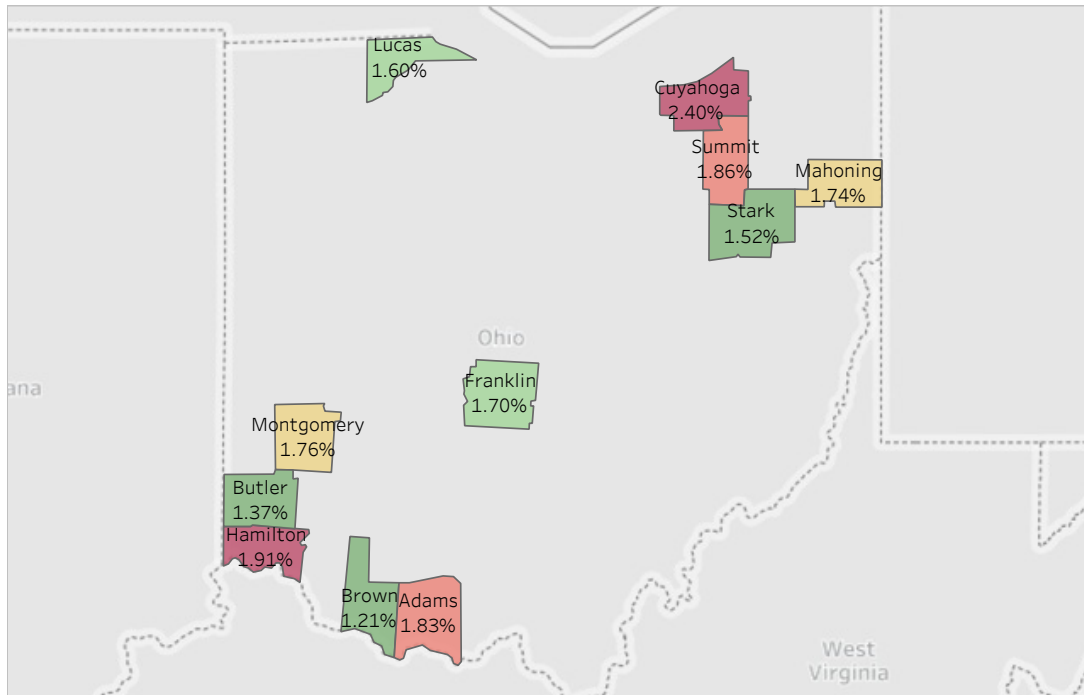 Lucas
1.60%
Cuyahoga
2.40%
Summit
1.86%
Mahoning
1.74%
Stark
1.52%
Ohio
Franklin
1.70%
ana
Montgomery
1.76%
Butler
1.37%
Hamilton
1.91%
Brown
1.21%
Adams
1.83%
West
Virginia